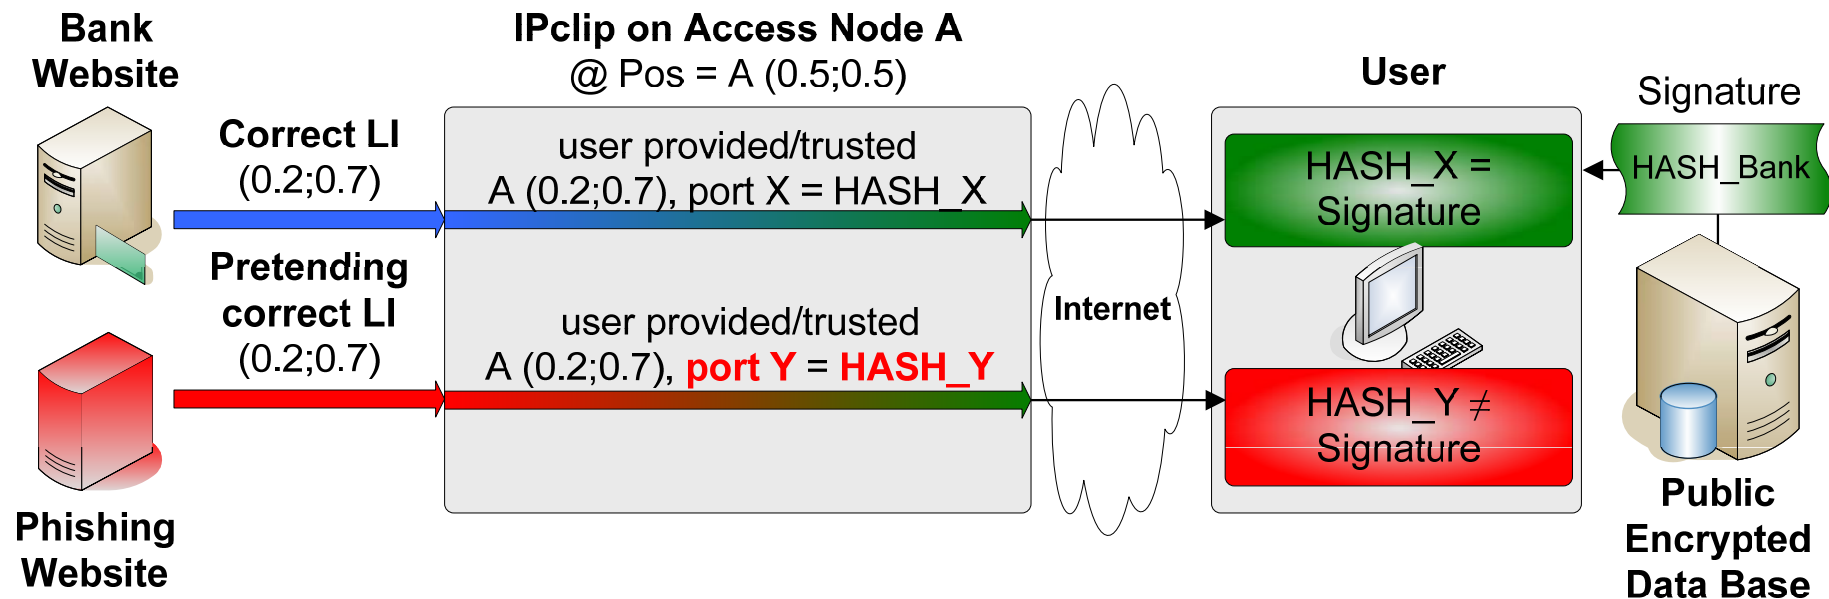 Bank
Website
IPclip on Access Node A
@ Pos = A (0.5;0.5)
User
Signature
Correct LI
(0.2;0.7)
user provided/trusted
A (0.2;0.7), port X = HASH_X
HASH_X =
Signature
HASH_Bank
Pretending
correct LI
(0.2;0.7)
user provided/trusted
A (0.2;0.7), port Y = HASH_Y
Internet
HASH_Y ≠
Signature
Phishing
Website
Public
Encrypted
Data Base